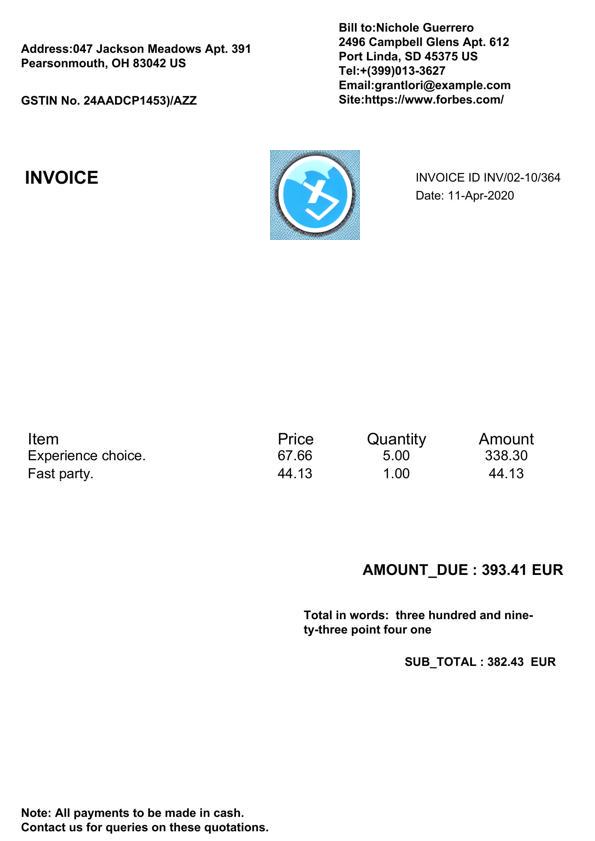 Address:047 Jackson Meadows Apt. 391
Pearsonmouth, OH 83042 US
GSTIN No. 24AADCP1453)/AZZ
Bill to:Nichole Guerrero
2496 Campbell Glens Apt. 612
Port Linda, SD 45375 US
Tel:+(399)013-3627
Email:grantlori@example.com
Site:https://www.forbes.com/
INVOICE
INVOICE ID INV/02-10/364
Date: 11-Apr-2020
Item Price Quantity Amount
Experience choice. 67.66 5.00 338.30
Fast party. 44.13 1.00 44.13
AMOUNT_DUE : 393.41 EUR
Total in words: three hundred and nine-
ty-three point four one
SUB_TOTAL : 382.43 EUR
Note: All payments to be made in cash.
Contact us for queries on these quotations.